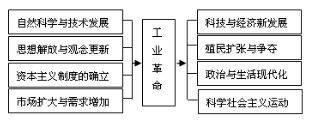 自然科学与技术发展
思想解放与观念更新
资本主义制度的确立
市场扩大与需求增加
工业革命
科技与经济新发展
殖民扩张与争夺
政治与生活现代化
科学社会主义运动